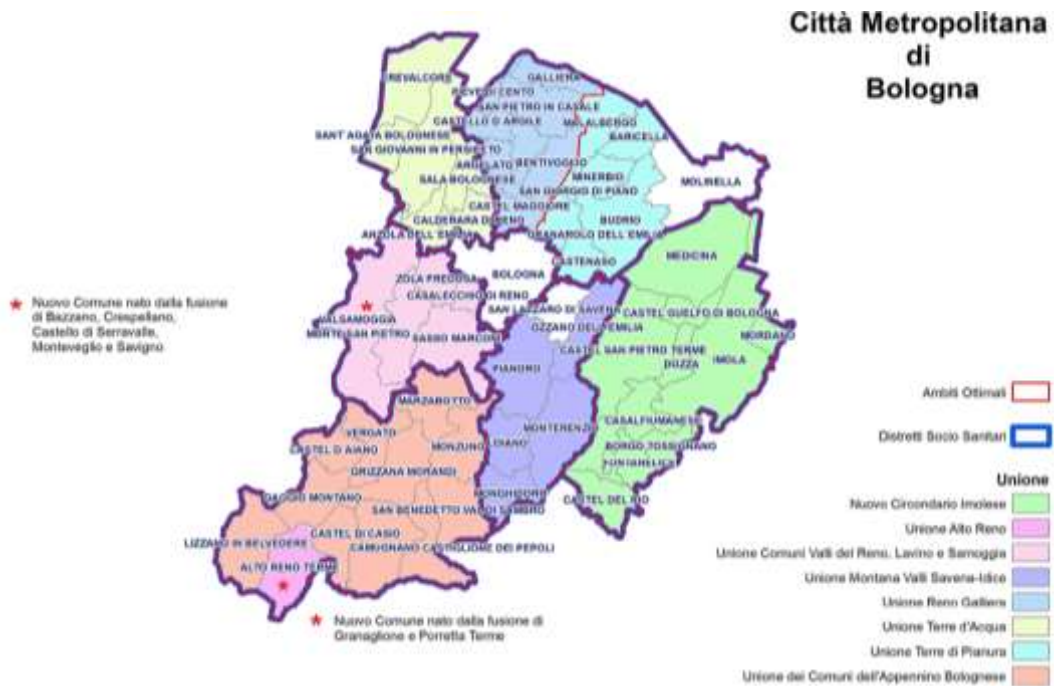 Città Metropolitana
di
Bologna
CREVALCORE
GALLIERA
PIEVE DI CENTO
SAN PIETRO IN CASALE
CASTELLO D'ARGILE
MALALBERGO
BARICELLA
SANT'AGATA BOLOGNESE
SAN GIOVANNI IN PERSICETO
ARGELATO
BENTIVOGLIO
MINERBIO
MOLINELLA
SALA BOLOGNESE
SAN GIORGIO DI PIANO
CASTEL MAGGIORE
CALDERARA DI RENO
BUDRIO
ANZOLA DELL'EMILIA
GRANAROLO DELL'EMILIA
MEDICINA
CASTENASO
ZOLA PREDOSA
BOLOGNA
CASALECCHIO DI RENO
SAN LAZZARO DI SAVENA
VALSAMOGGIA
CASTEL GUELFO DI BOLOGNA
MONTE SAN PIETRO
SASSO MARCONI
OZZANO DELL'EMILIA
MORDANO
CASTEL SAN PIETRO TERME
IMOLA
DOZZA
PIANORO
MARZABOTTO
CASALFIUMANESE
VERGATO
MONTERENZIO
CASTEL D'AIANO
MONZUNO
LOIANO
BORGO TOSSIGNANO
FONTANELICE
GRIZZANA MORANDI
GAGGIO MONTANO
MONGHIDORO
CASTEL DEL RIO
SAN BENEDETTO VAL DI SAMBRO
CASTEL DI CASIO
LIZZANO IN BELVEDERE
CAMUGNANO
CASTIGLIONE DEI PEPOLI
ALTO RENO TERME
Nuovo Comune nato dalla fusione
di Bazzano, Crespellano,
Castello di Serravalle,
Monteveglio e Savigno
Nuovo Comune nato dalla fusione di
Granaglione e Porretta Terme
Ambiti Ottimali
Distretti Socio Sanitari
Unione
Nuovo Circondario Imolese
Unione Alto Reno
Unione Comuni Valli del Reno, Lavino e Samoggia
Unione Montana Valli Savena-Idice
Unione Reno Galliera
Unione Terre d'Acqua
Unione Terre di Pianura
Unione dei Comuni dell'Appennino Bolognese